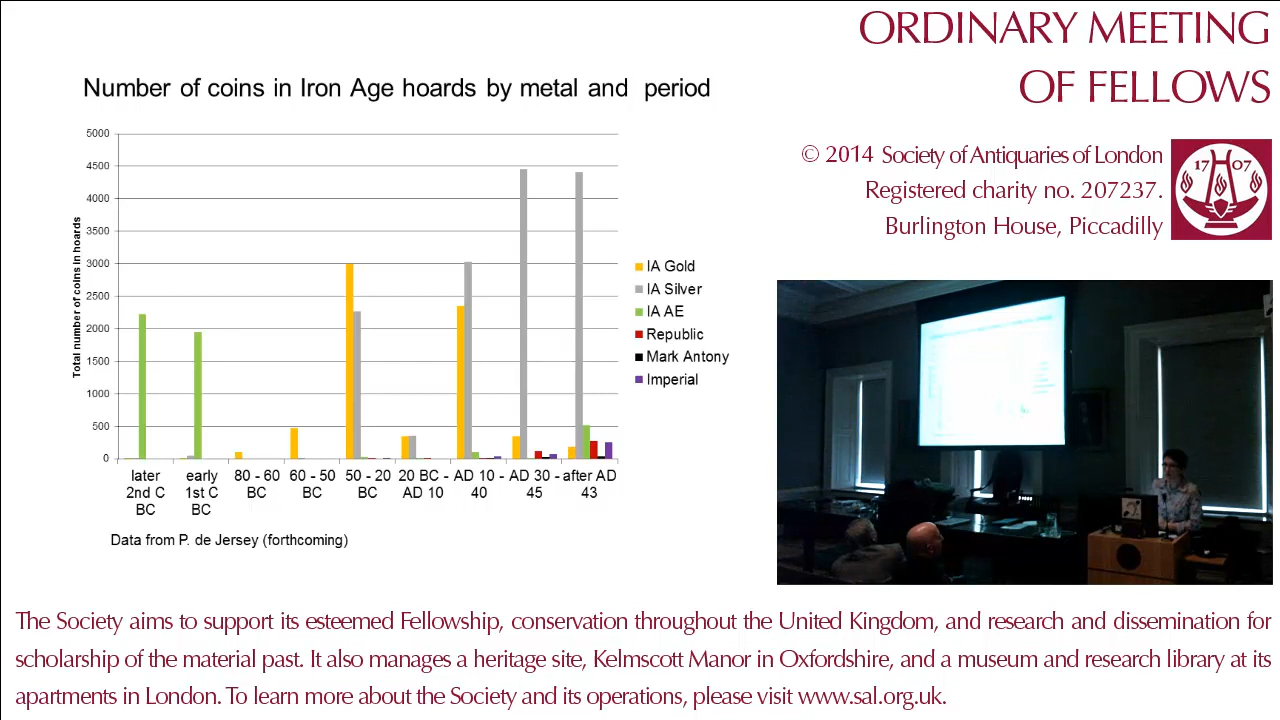 ORDINARY MEETING
OF FELLOWS
Number of coins in Iron Age hoards by metal and period
© 2014 Society of Antiquaries of London
Registered charity no. 207237.
Burlington House, Piccadilly
17 07
Total number of coins in hoards
5000
4500
4000
3500
3000
2500
2000
1500
1000
500
0
IA Gold
IA Silver
IA AE
Republic
Mark Antony
Imperial
later 2nd C BC
early 1st C BC
80 - 60 BC
60 - 50 BC
50 - 20 BC
20 BC - AD 10
AD 10 - 40
AD 30 - 45
after AD 43
Data from P. de Jersey (forthcoming)
The Society aims to support its esteemed Fellowship, conservation throughout the United Kingdom, and research and dissemination for
scholarship of the material past. It also manages a heritage site, Kelmscott Manor in Oxfordshire, and a museum and research library at its
apartments in London. To learn more about the Society and its operations, please visit www.sal.org.uk.